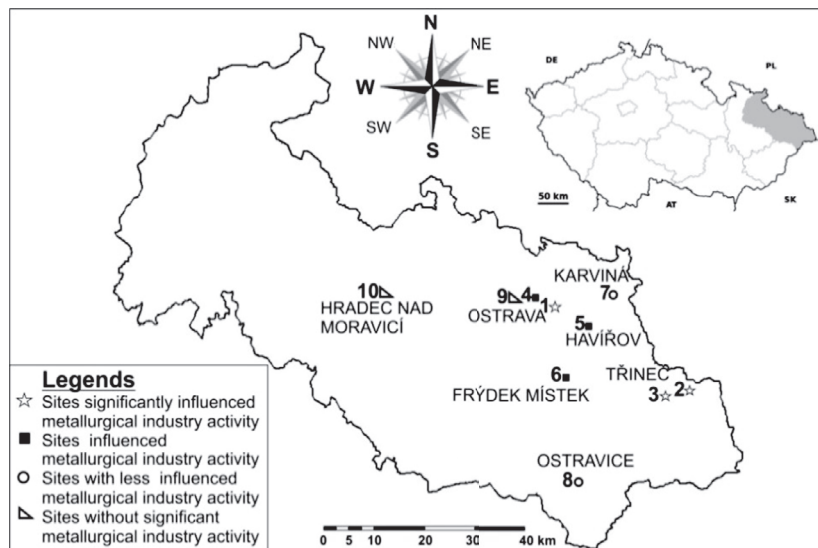 N
NW
NE
W
E
SW
SE
S
DE
PL
50 km
AT
SK
KARVINÁ
7
10
HRADEC NAD
MORAVICÍ
9
4
1
OSTRAVA
5
HAVÍŘOV
TŘINEC
6
FRÝDEK MÍSTEK
3
2
OSTRAVICE
8
Legends
Sites significantly influenced
metallurgical industry activity
Sites influenced
metallurgical industry activity
Sites with less influenced
metallurgical industry activity
Sites without significant
metallurgical industry activity
0 5 10 20 30 40 km